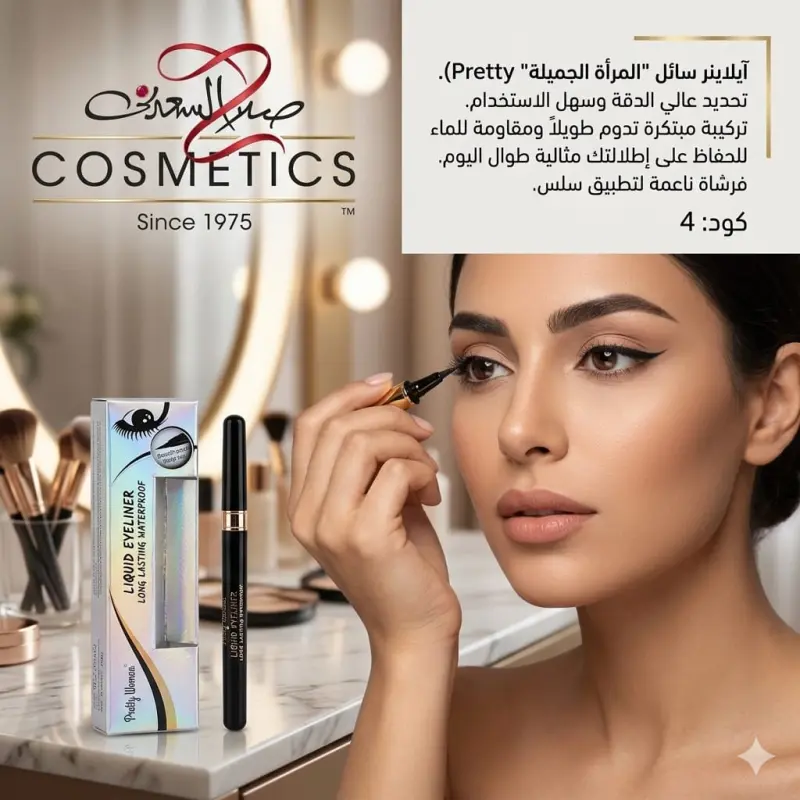 صلاح السعدني
COSMETICS
Since 1975
TM
آيلاينر سائل "المرأة الجميلة" Pretty).
تحديد عالي الدقة وسهل الاستخدام.
تركيبة مبتكرة تدوم طويلاً ومقاومة للماء
للحفاظ على إطلالتك مثالية طوال اليوم.
فرشاة ناعمة لتطبيق سلس.
كود: 4
LIQUID EYELINER
LONG LASTING WATERPROOF
Pretty Woman
LIQUID EYELINER